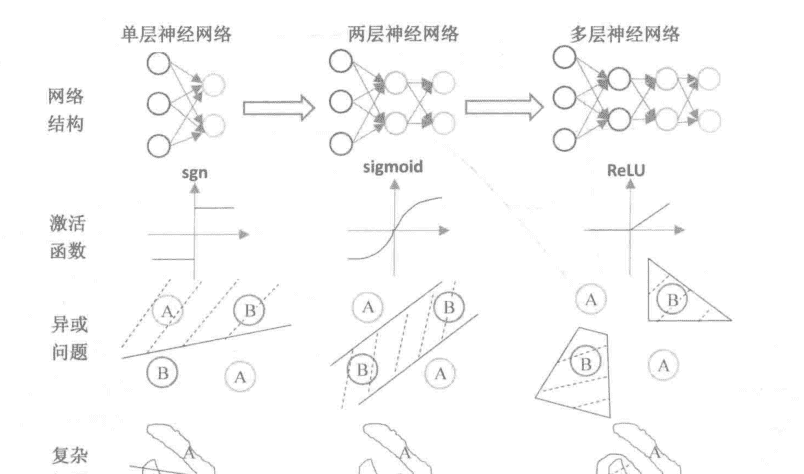 单层神经网络 两层神经网络 多层神经网络
网络
结构
sgn sigmoid ReLU
激活
函数
A B A B A B
异或
问题
B A B A B A
复杂
A A A